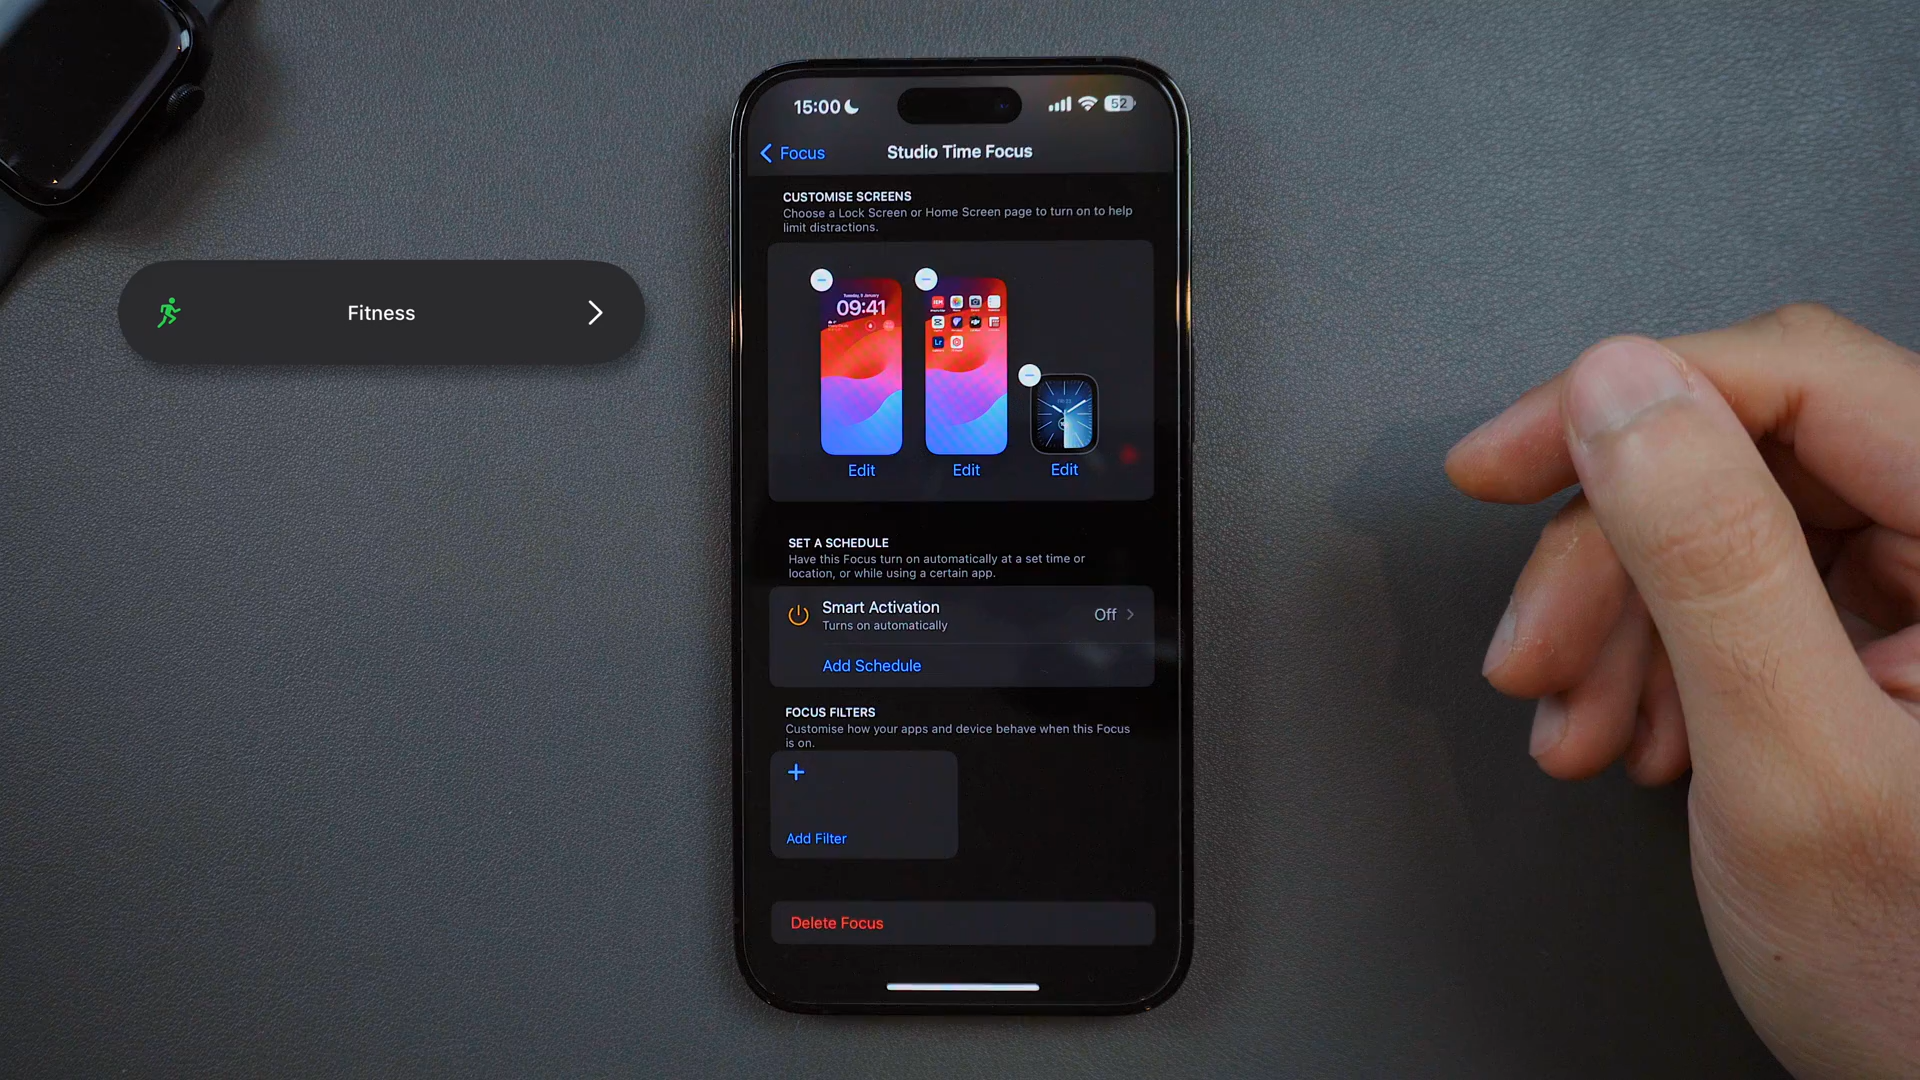 15:00
52
Focus
Studio Time Focus
CUSTOMISE SCREENS
Choose a Lock Screen or Home Screen page to turn on to help
limit distractions.
Fitness
09:41
Lr
Edit
Edit
Edit
SET A SCHEDULE
Have this Focus turn on automatically at a set time or
location, or while using a certain app.
Smart Activation
Off
Turns on automatically
Add Schedule
FOCUS FILTERS
Customise how your apps and device behave when this Focus
is on.
Add Filter
Delete Focus